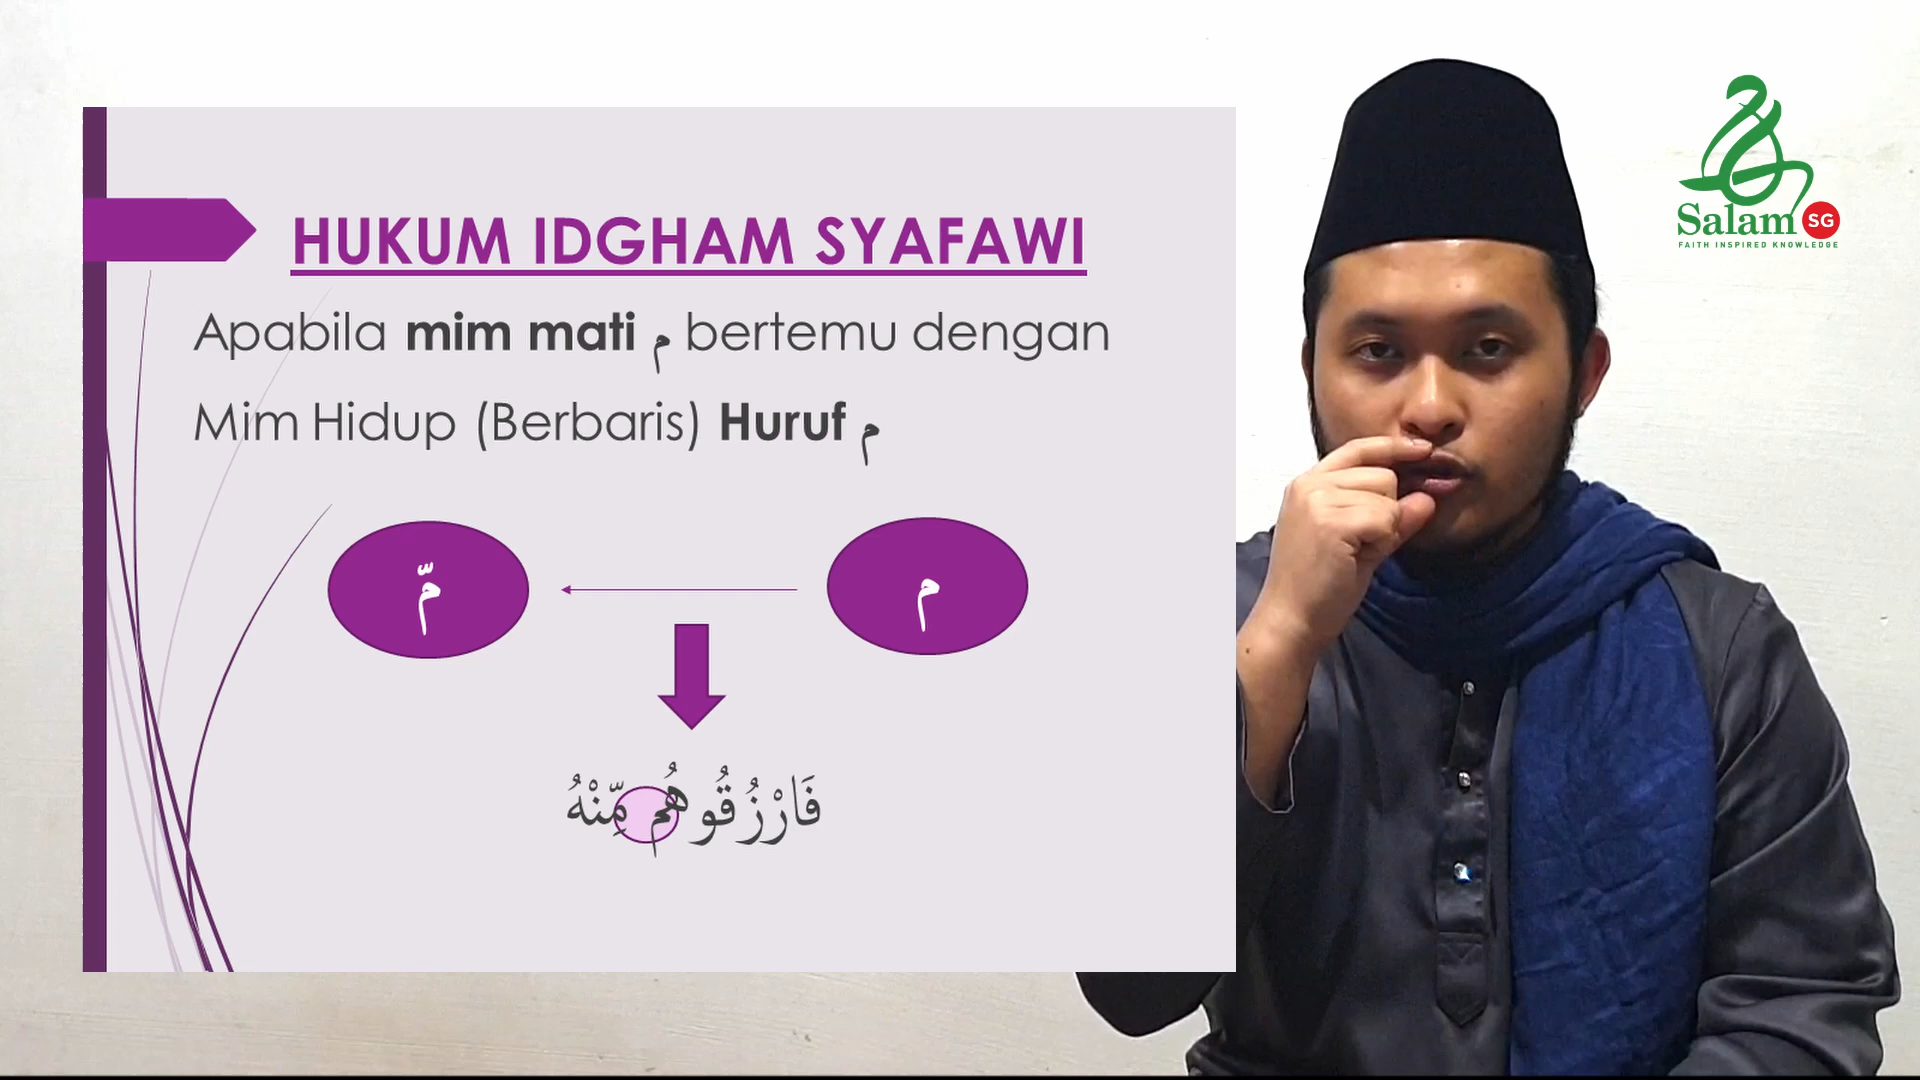 HUKUM IDGHAM SYAFAWI
Apabila mim mati م bertemu dengan
Mim Hidup (Berbaris) Huruf م
مّ م
فَارْزُقُوهُم مِّنْهُ
Salam SG
FAITH INSPIRED KNOWLEDGE